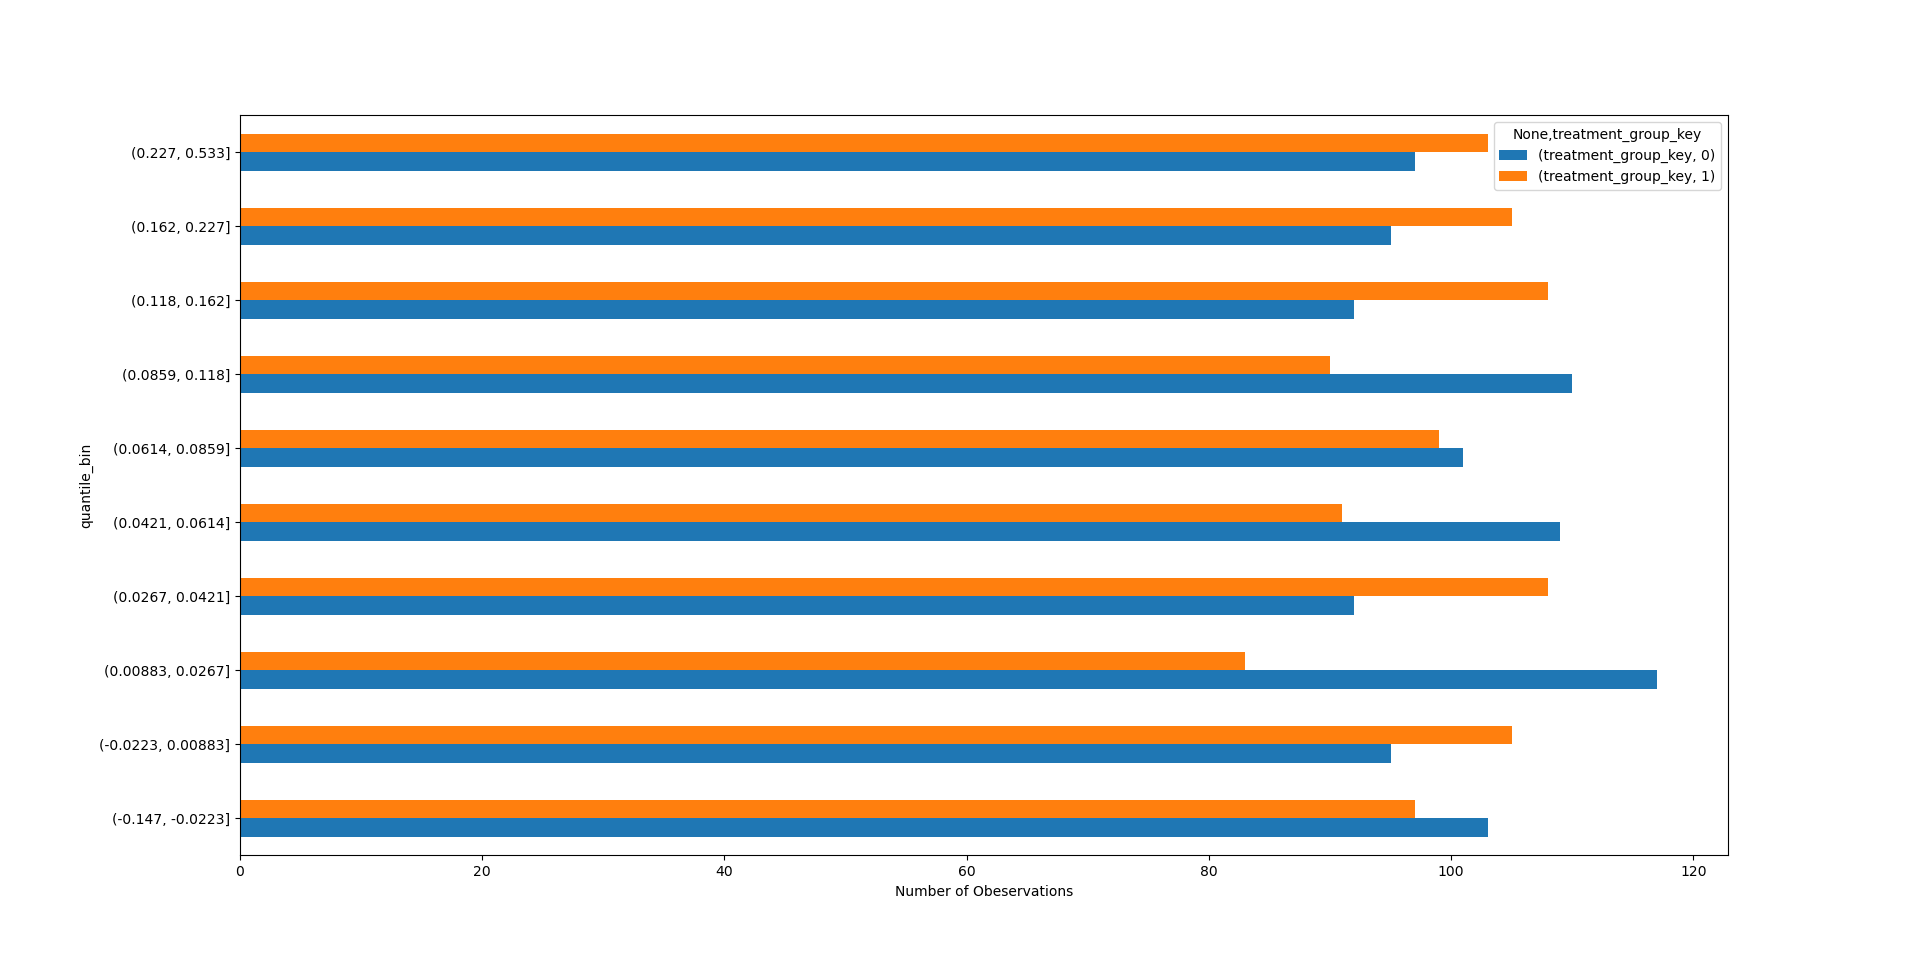 None,treatment_group_key
(treatment_group_key, 0)
(treatment_group_key, 1)
quantile_bin
(0.227, 0.533]
(0.162, 0.227]
(0.118, 0.162]
(0.0859, 0.118]
(0.0614, 0.0859]
(0.0421, 0.0614]
(0.0267, 0.0421]
(0.00883, 0.0267]
(-0.0223, 0.00883]
(-0.147, -0.0223]
0 20 40 60 80 100 120
Number of Obeservations